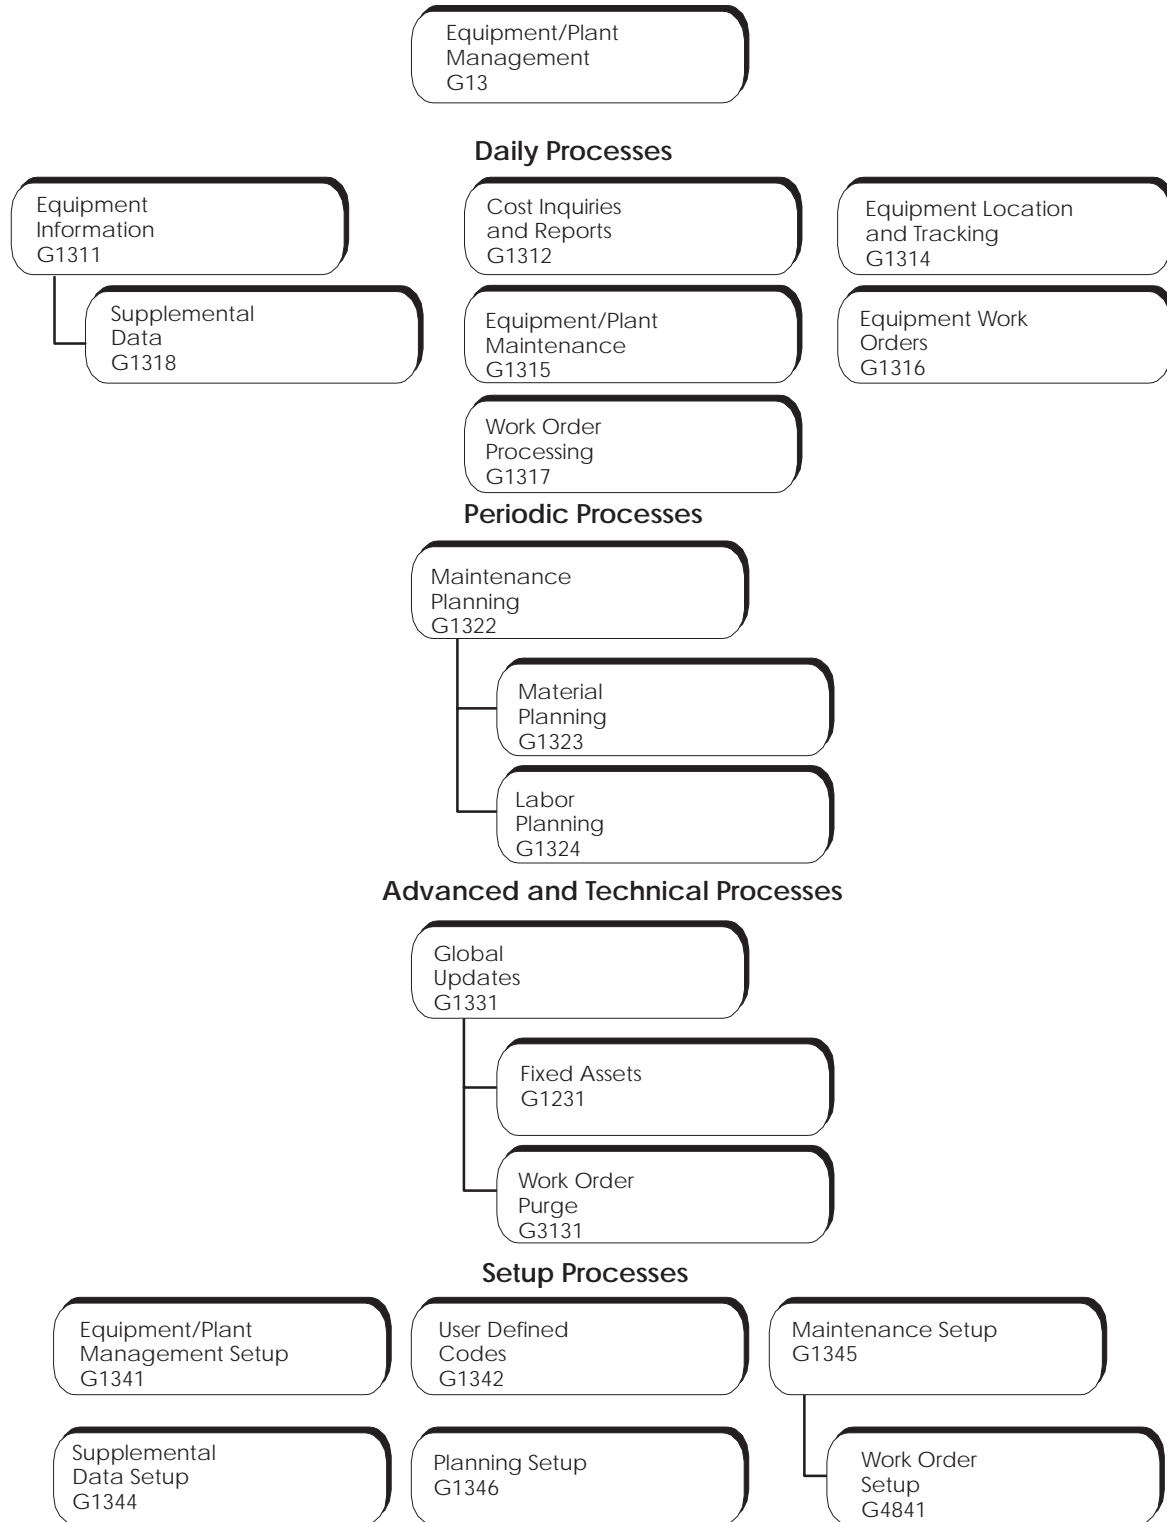 Equipment/Plant
Management
G13
Daily Processes
Equipment
Information
G1311
Cost Inquiries
and Reports
G1312
Equipment Location
and Tracking
G1314
Supplemental
Data
G1318
Equipment/Plant
Maintenance
G1315
Equipment Work
Orders
G1316
Work Order
Processing
G1317
Periodic Processes
Maintenance
Planning
G1322
Material
Planning
G1323
Labor
Planning
G1324
Advanced and Technical Processes
Global
Updates
G1331
Fixed Assets
G1231
Work Order
Purge
G3131
Setup Processes
Equipment/Plant
Management Setup
G1341
User Defined
Codes
G1342
Maintenance Setup
G1345
Supplemental
Data Setup
G1344
Planning Setup
G1346
Work Order
Setup
G4841